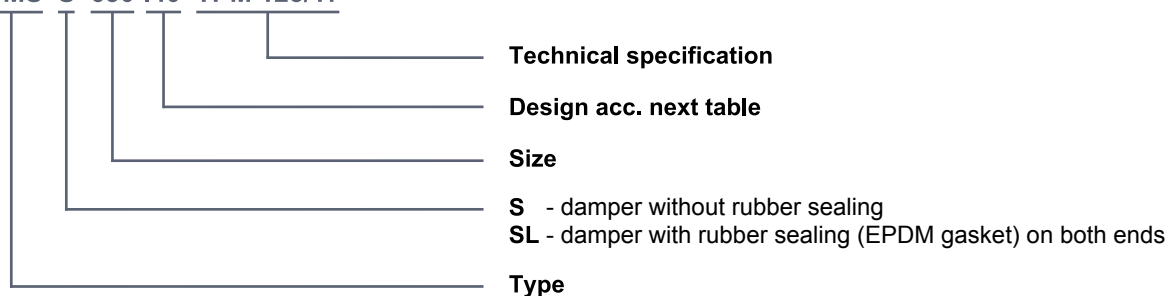 Technical specification
Design acc. next table
Size
S - damper without rubber sealing
SL - damper with rubber sealing (EPDM gasket) on both ends
Type